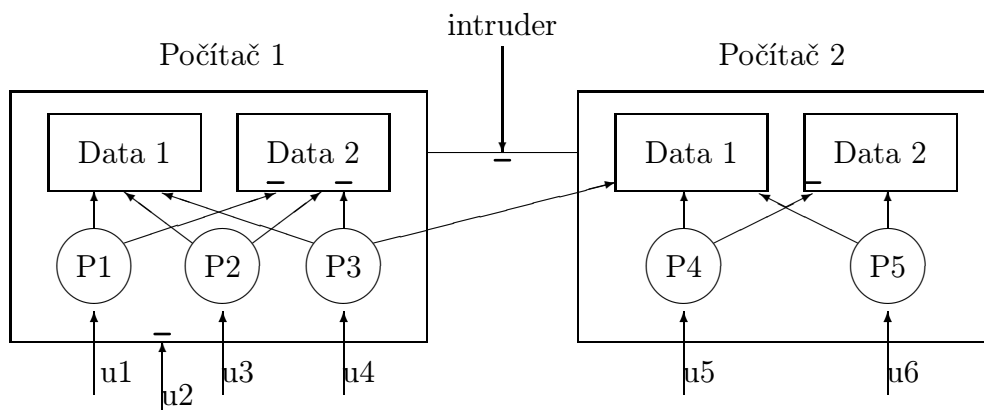 intruder
Počítač 1
Počítač 2
Data 1
Data 2
Data 1
Data 2
P1
P2
P3
P4
P5
u1
u2
u3
u4
u5
u6